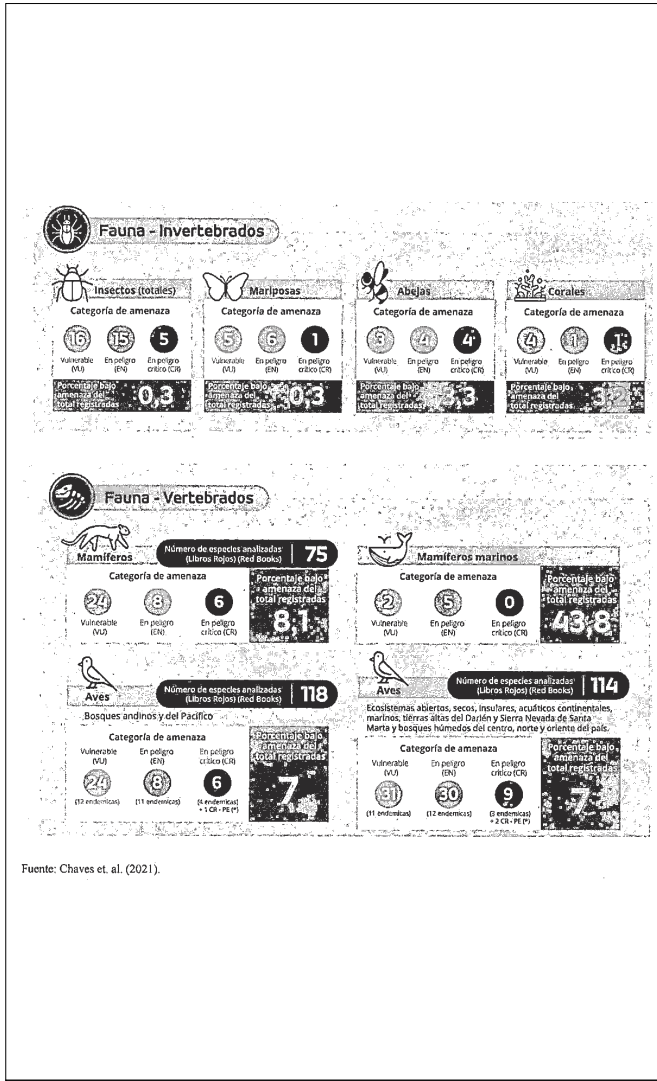 Fauna - Invertebrados
Insectos (totales)
Categoría de amenaza
16 15 5
Vulnerable (VU) En peligro (EN) En peligro crítico (CR)
Porcentaje bajo amenaza del total registradas 0,3
Mariposas
Categoría de amenaza
5 6 1
Vulnerable (VU) En peligro (EN) En peligro crítico (CR)
Porcentaje bajo amenaza del total registradas 0,3
Abejas
Categoría de amenaza
3 4 4
Vulnerable (VU) En peligro (EN) En peligro crítico (CR)
Porcentaje bajo amenaza del total registradas 3,3
Corales
Categoría de amenaza
4 1 1
Vulnerable (VU) En peligro (EN) En peligro crítico (CR)
Porcentaje bajo amenaza del total registradas
Fauna - Vertebrados
Mamíferos
Número de especies analizadas (Libros Rojos) (Red Books) 75
Categoría de amenaza
24 8 6
Vulnerable (VU) En peligro (EN) En peligro crítico (CR)
Porcentaje bajo amenaza del total registradas 8,1
Mamíferos marinos
Categoría de amenaza
2 5 0
Vulnerable (VU) En peligro (EN) En peligro crítico (CR)
Porcentaje bajo amenaza del total registradas 43,8
Aves
Número de especies analizadas (Libros Rojos) (Red Books) 118
Bosques andinos y del Pacífico
Categoría de amenaza
Vulnerable (VU) En peligro (EN) En peligro crítico (CR)
24 8 6
(12 endemicas) (11 endemicas) (4 endemicas) + 1 CR - PE (*)
Porcentaje bajo amenaza del total registradas 7
Aves
Número de especies analizadas (Libros Rojos) (Red Books) 114
Ecosistemas abiertos, secos, insulares, acuáticos continentales,
marinos, tierras altas del Darién y Sierra Nevada de Santa
Marta y bosques húmedos del centro, norte y oriente del país.
Categoría de amenaza
Vulnerable (VU) En peligro (EN) En peligro crítico (CR)
31 30 9
(11 endemicas) (12 endemicas) (3 endemicas) + 2 CR - PE (*)
Porcentaje bajo amenaza del total registradas 7
Fuente: Chaves et. al. (2021).